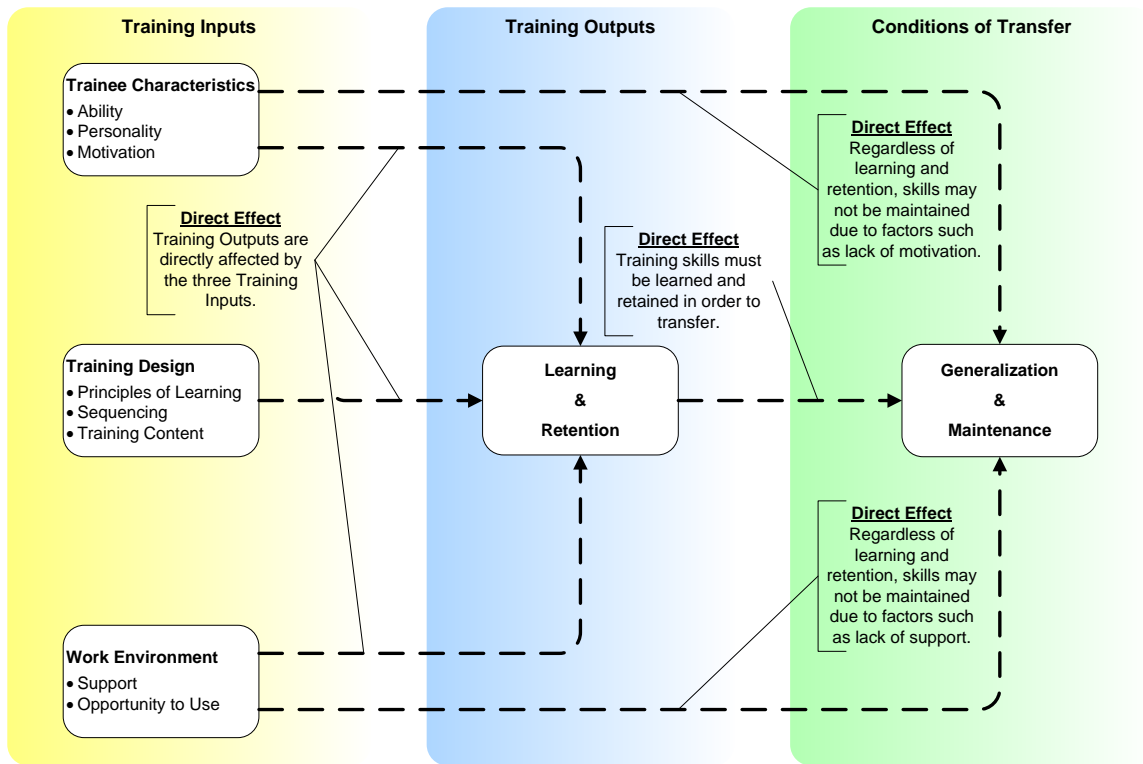 Training Inputs
Trainee Characteristics
• Ability
• Personality
• Motivation
Direct Effect
Training Outputs are
directly affected by
the three Training
Inputs.
Training Design
• Principles of Learning
• Sequencing
• Training Content
Work Environment
• Support
• Opportunity to Use
Training Outputs
Direct Effect
Training skills must
be learned and
retained in order to
transfer.
Learning
&
Retention
Conditions of Transfer
Direct Effect
Regardless of
learning and
retention, skills may
not be maintained
due to factors such
as lack of motivation.
Generalization
&
Maintenance
Direct Effect
Regardless of
learning and
retention, skills may
not be maintained
due to factors such
as lack of support.